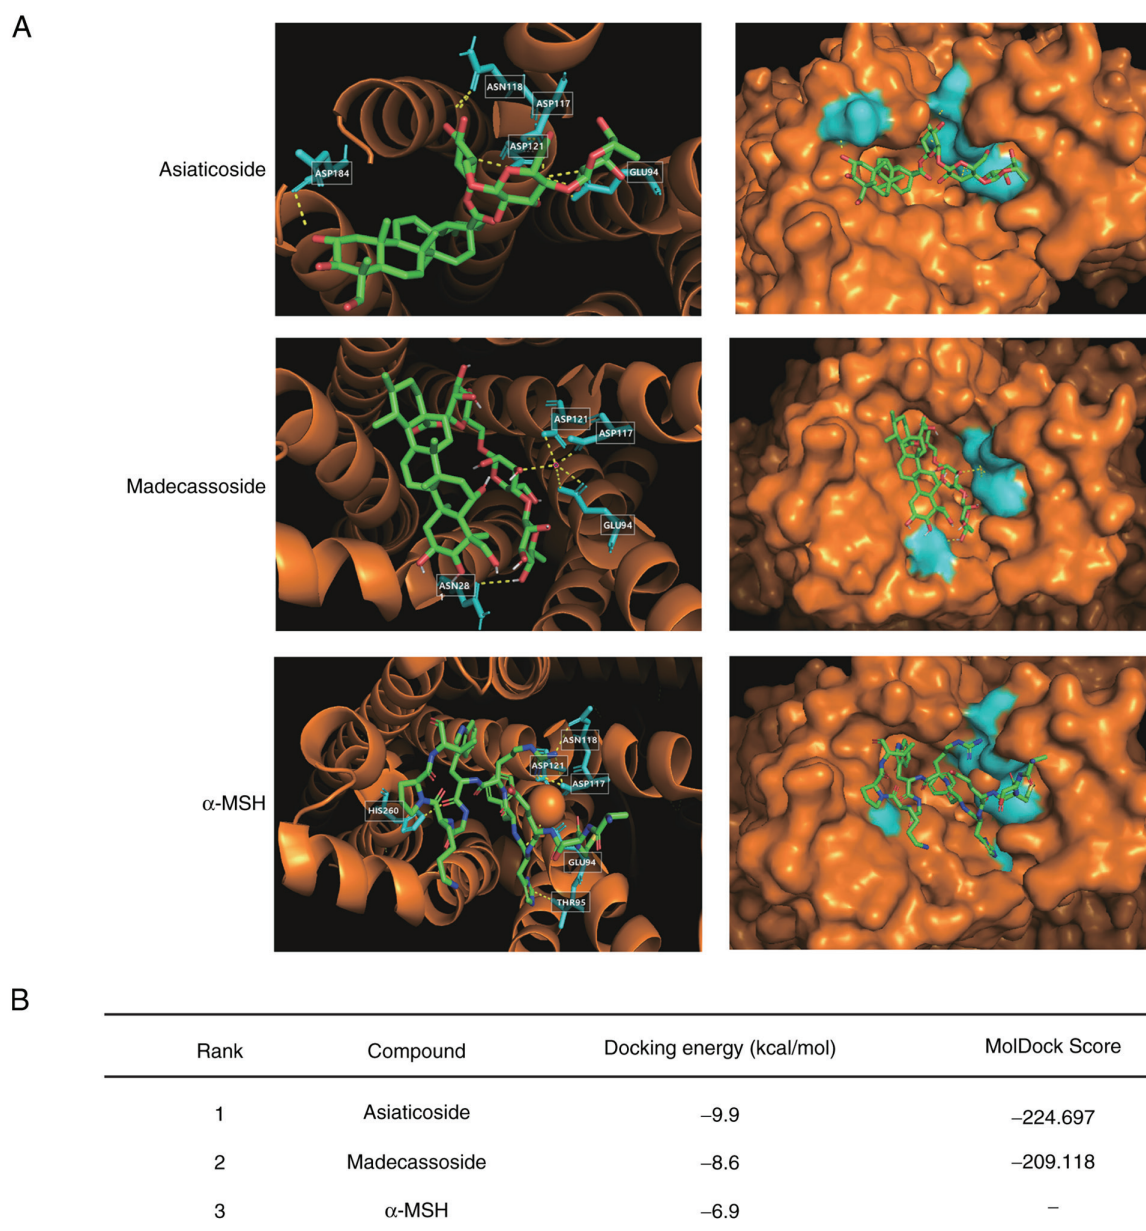 A
Asiaticoside
ASN118
ASP117
ASP121
ASP184
GLU94
Madecassoside
ASP121
ASP117
GLU94
ASN28
α-MSH
ASN118
ASP121
ASP117
HIS260
GLU94
THR95
B
Rank Compound Docking energy (kcal/mol) MolDock Score
1 Asiaticoside −9.9 −224.697
2 Madecassoside −8.6 −209.118
3 α-MSH −6.9 −